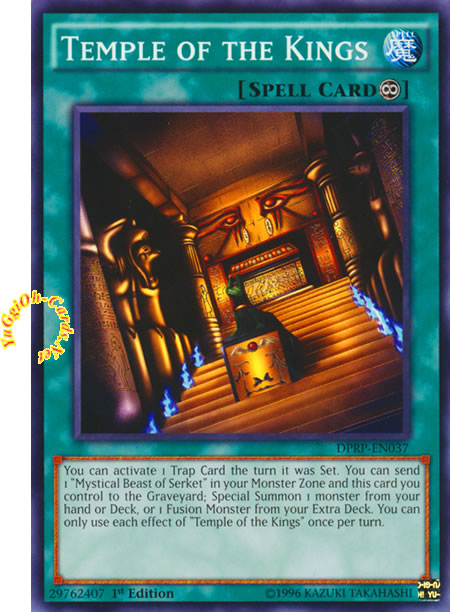 TEMPLE OF THE KINGS
魔
[SPELL CARD]
YuGiOh-Cards.Net
DPRP-EN037
You can activate 1 Trap Card the turn it was Set. You can send
1 "Mystical Beast of Serket" in your Monster Zone and this card you
control to the Graveyard; Special Summon 1 monster from your
hand or Deck, or 1 Fusion Monster from your Extra Deck. You can
only use each effect of "Temple of the Kings" once per turn.
29762407
1st Edition
©1996 KAZUKI TAKAHASHI